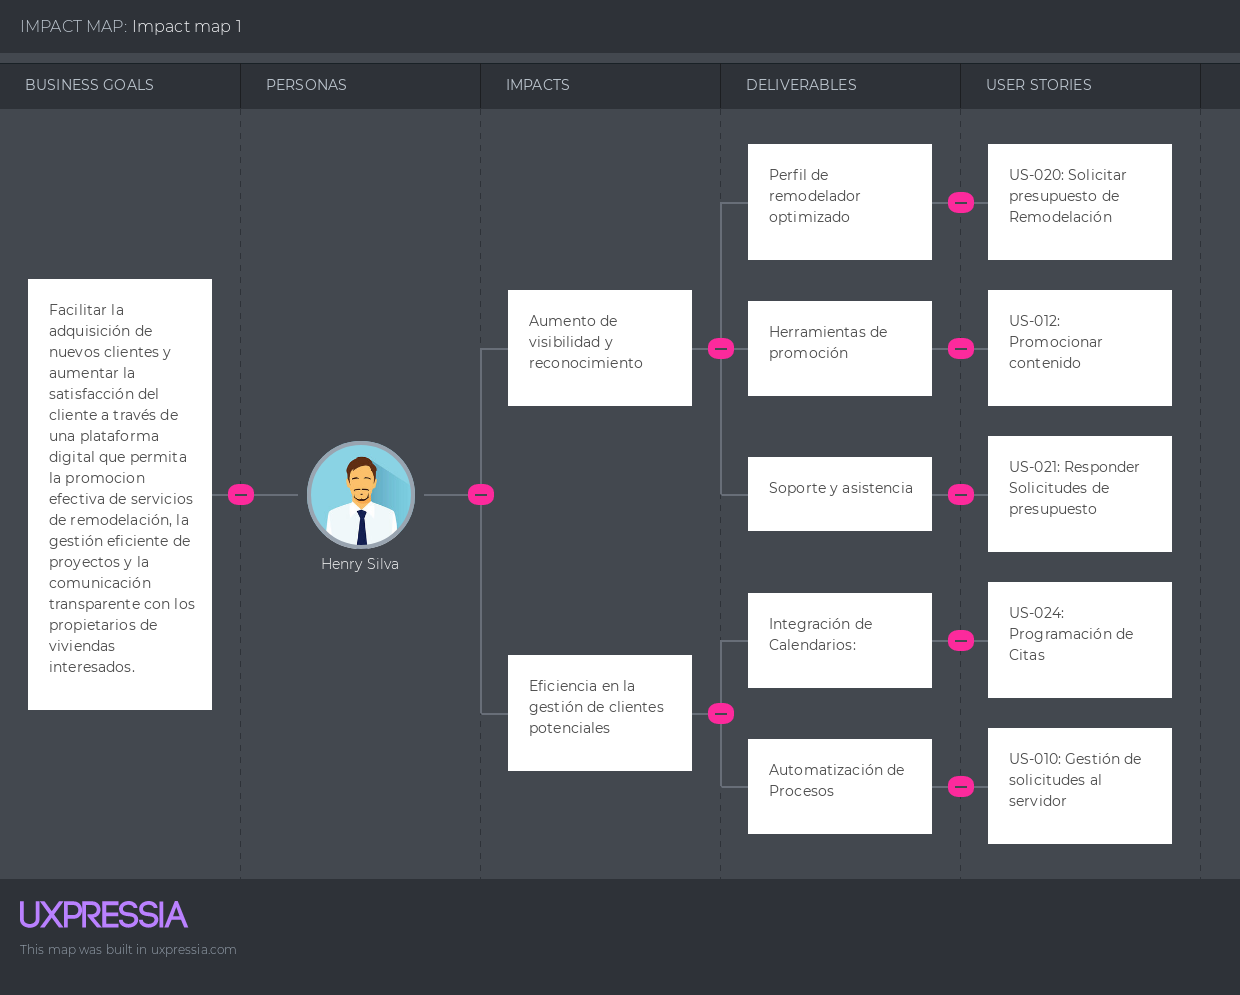 IMPACT MAP: Impact map 1
BUSINESS GOALS
PERSONAS
IMPACTS
DELIVERABLES
USER STORIES
Facilitar la
adquisición de
nuevos clientes y
aumentar la
satisfacción del
cliente a través de
una plataforma
digital que permita
la promocion
efectiva de servicios
de remodelación, la
gestión eficiente de
proyectos y la
comunicación
transparente con los
propietarios de
viviendas
interesados.
Henry Silva
Aumento de
visibilidad y
reconocimiento
Perfil de
remodelador
optimizado
US-020: Solicitar
presupuesto de
Remodelación
Herramientas de
promoción
US-012:
Promocionar
contenido
Soporte y asistencia
US-021: Responder
Solicitudes de
presupuesto
Eficiencia en la
gestión de clientes
potenciales
Integración de
Calendarios:
US-024:
Programación de
Citas
Automatización de
Procesos
US-010: Gestión de
solicitudes al
servidor
UXPRESSIA
This map was built in uxpressia.com